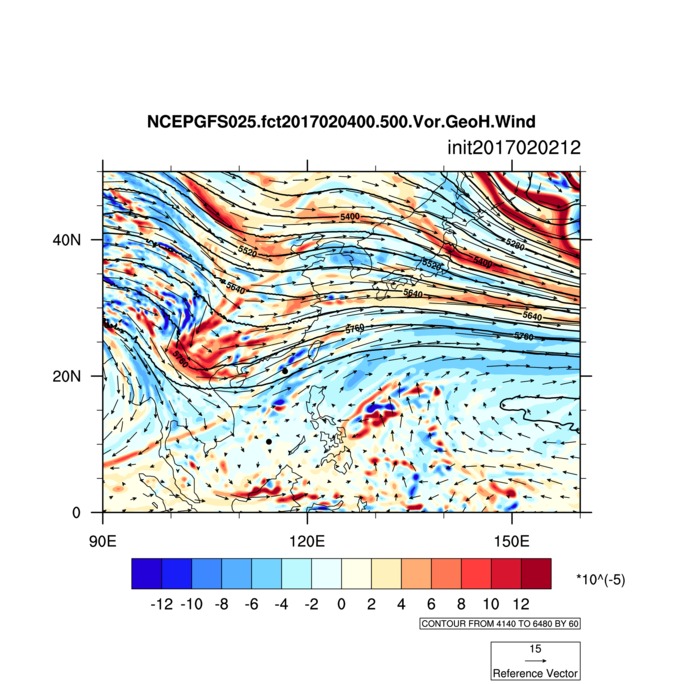 NCEPGFS025.fct2017020400.500.Vor.GeoH.Wind
init2017020212
40N
20N
0
90E 120E 150E
5400
5520
5640
5280
5400
5520
5640
5640
5760
5760
5760
-12 -10 -8 -6 -4 -2 0 2 4 6 8 10 12
*10^(-5)
CONTOUR FROM 4140 TO 6480 BY 60
15
Reference Vector